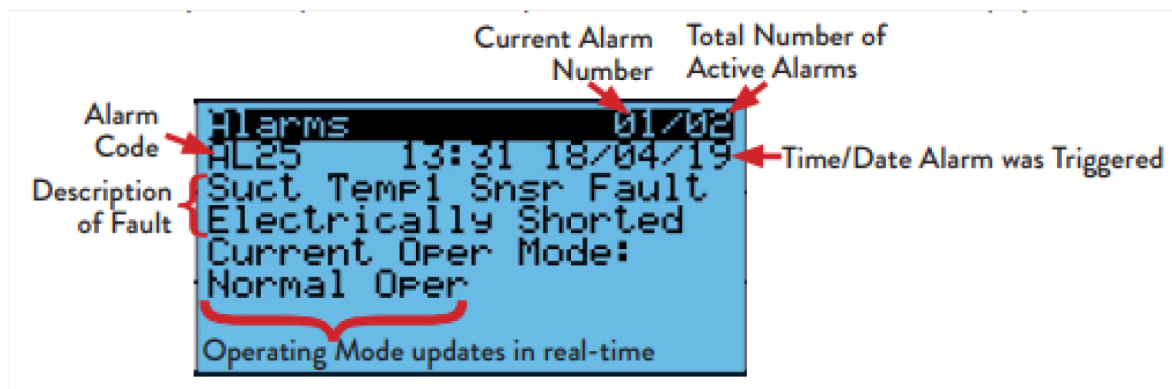 Current Alarm Number
Total Number of Active Alarms
Alarm Code
Alarms 01/02
AL25 13:31 18/04/19
Time/Date Alarm was Triggered
Description of Fault
Suct Temp1 Snsr Fault
Electrically Shorted
Current Oper Mode:
Normal Oper
Operating Mode updates in real-time